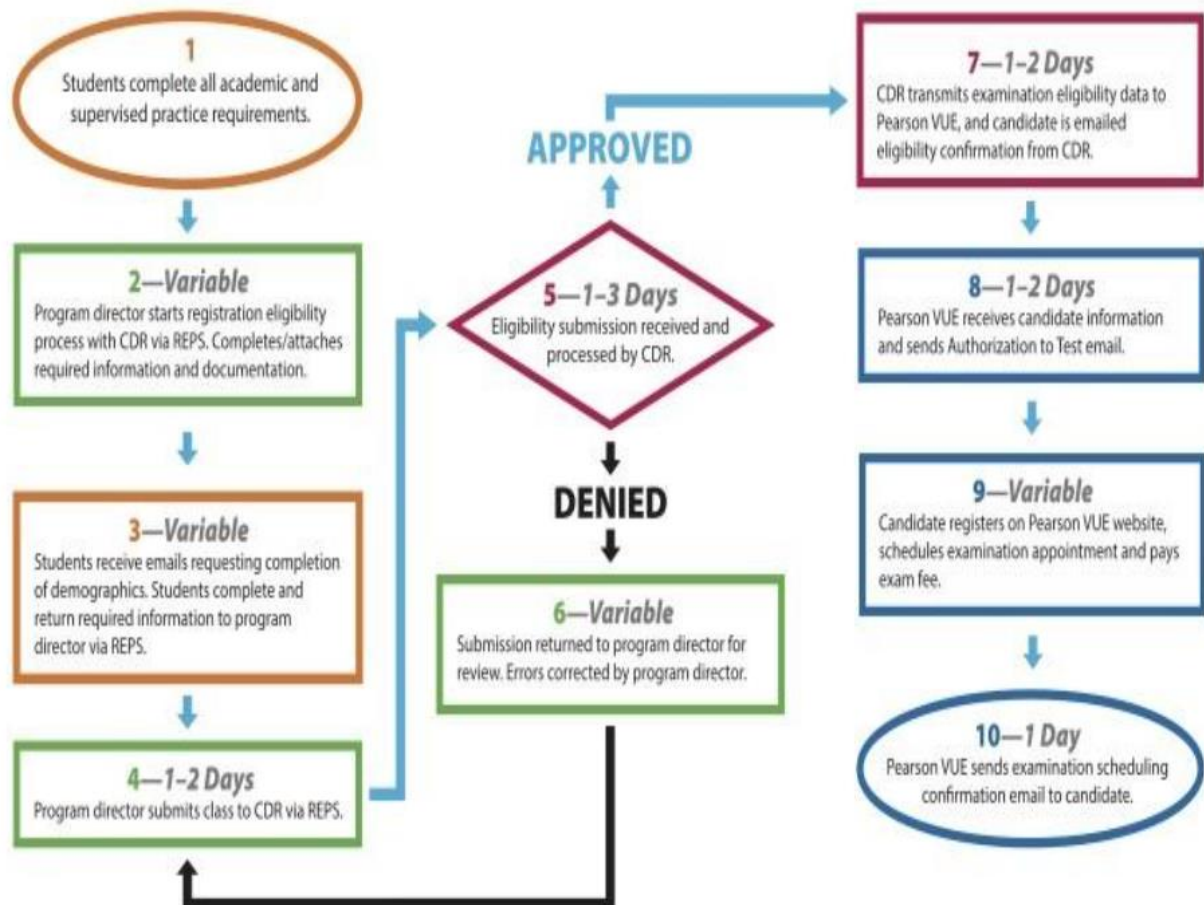 1
Students complete all academic and
supervised practice requirements.
2—Variable
Program director starts registration eligibility
process with CDR via REPS. Completes/attaches
required information and documentation.
3—Variable
Students receive emails requesting completion
of demographics. Students complete and
return required information to program
director via REPS.
4—1–2 Days
Program director submits class to CDR via REPS.
APPROVED
5—1–3 Days
Eligibility submission received and
processed by CDR.
DENIED
6—Variable
Submission returned to program director for
review. Errors corrected by program director.
7—1–2 Days
CDR transmits examination eligibility data to
Pearson VUE, and candidate is emailed
eligibility confirmation from CDR.
8—1–2 Days
Pearson VUE receives candidate information
and sends Authorization to Test email.
9—Variable
Candidate registers on Pearson VUE website,
schedules examination appointment and pays
exam fee.
10—1 Day
Pearson VUE sends examination scheduling
confirmation email to candidate.